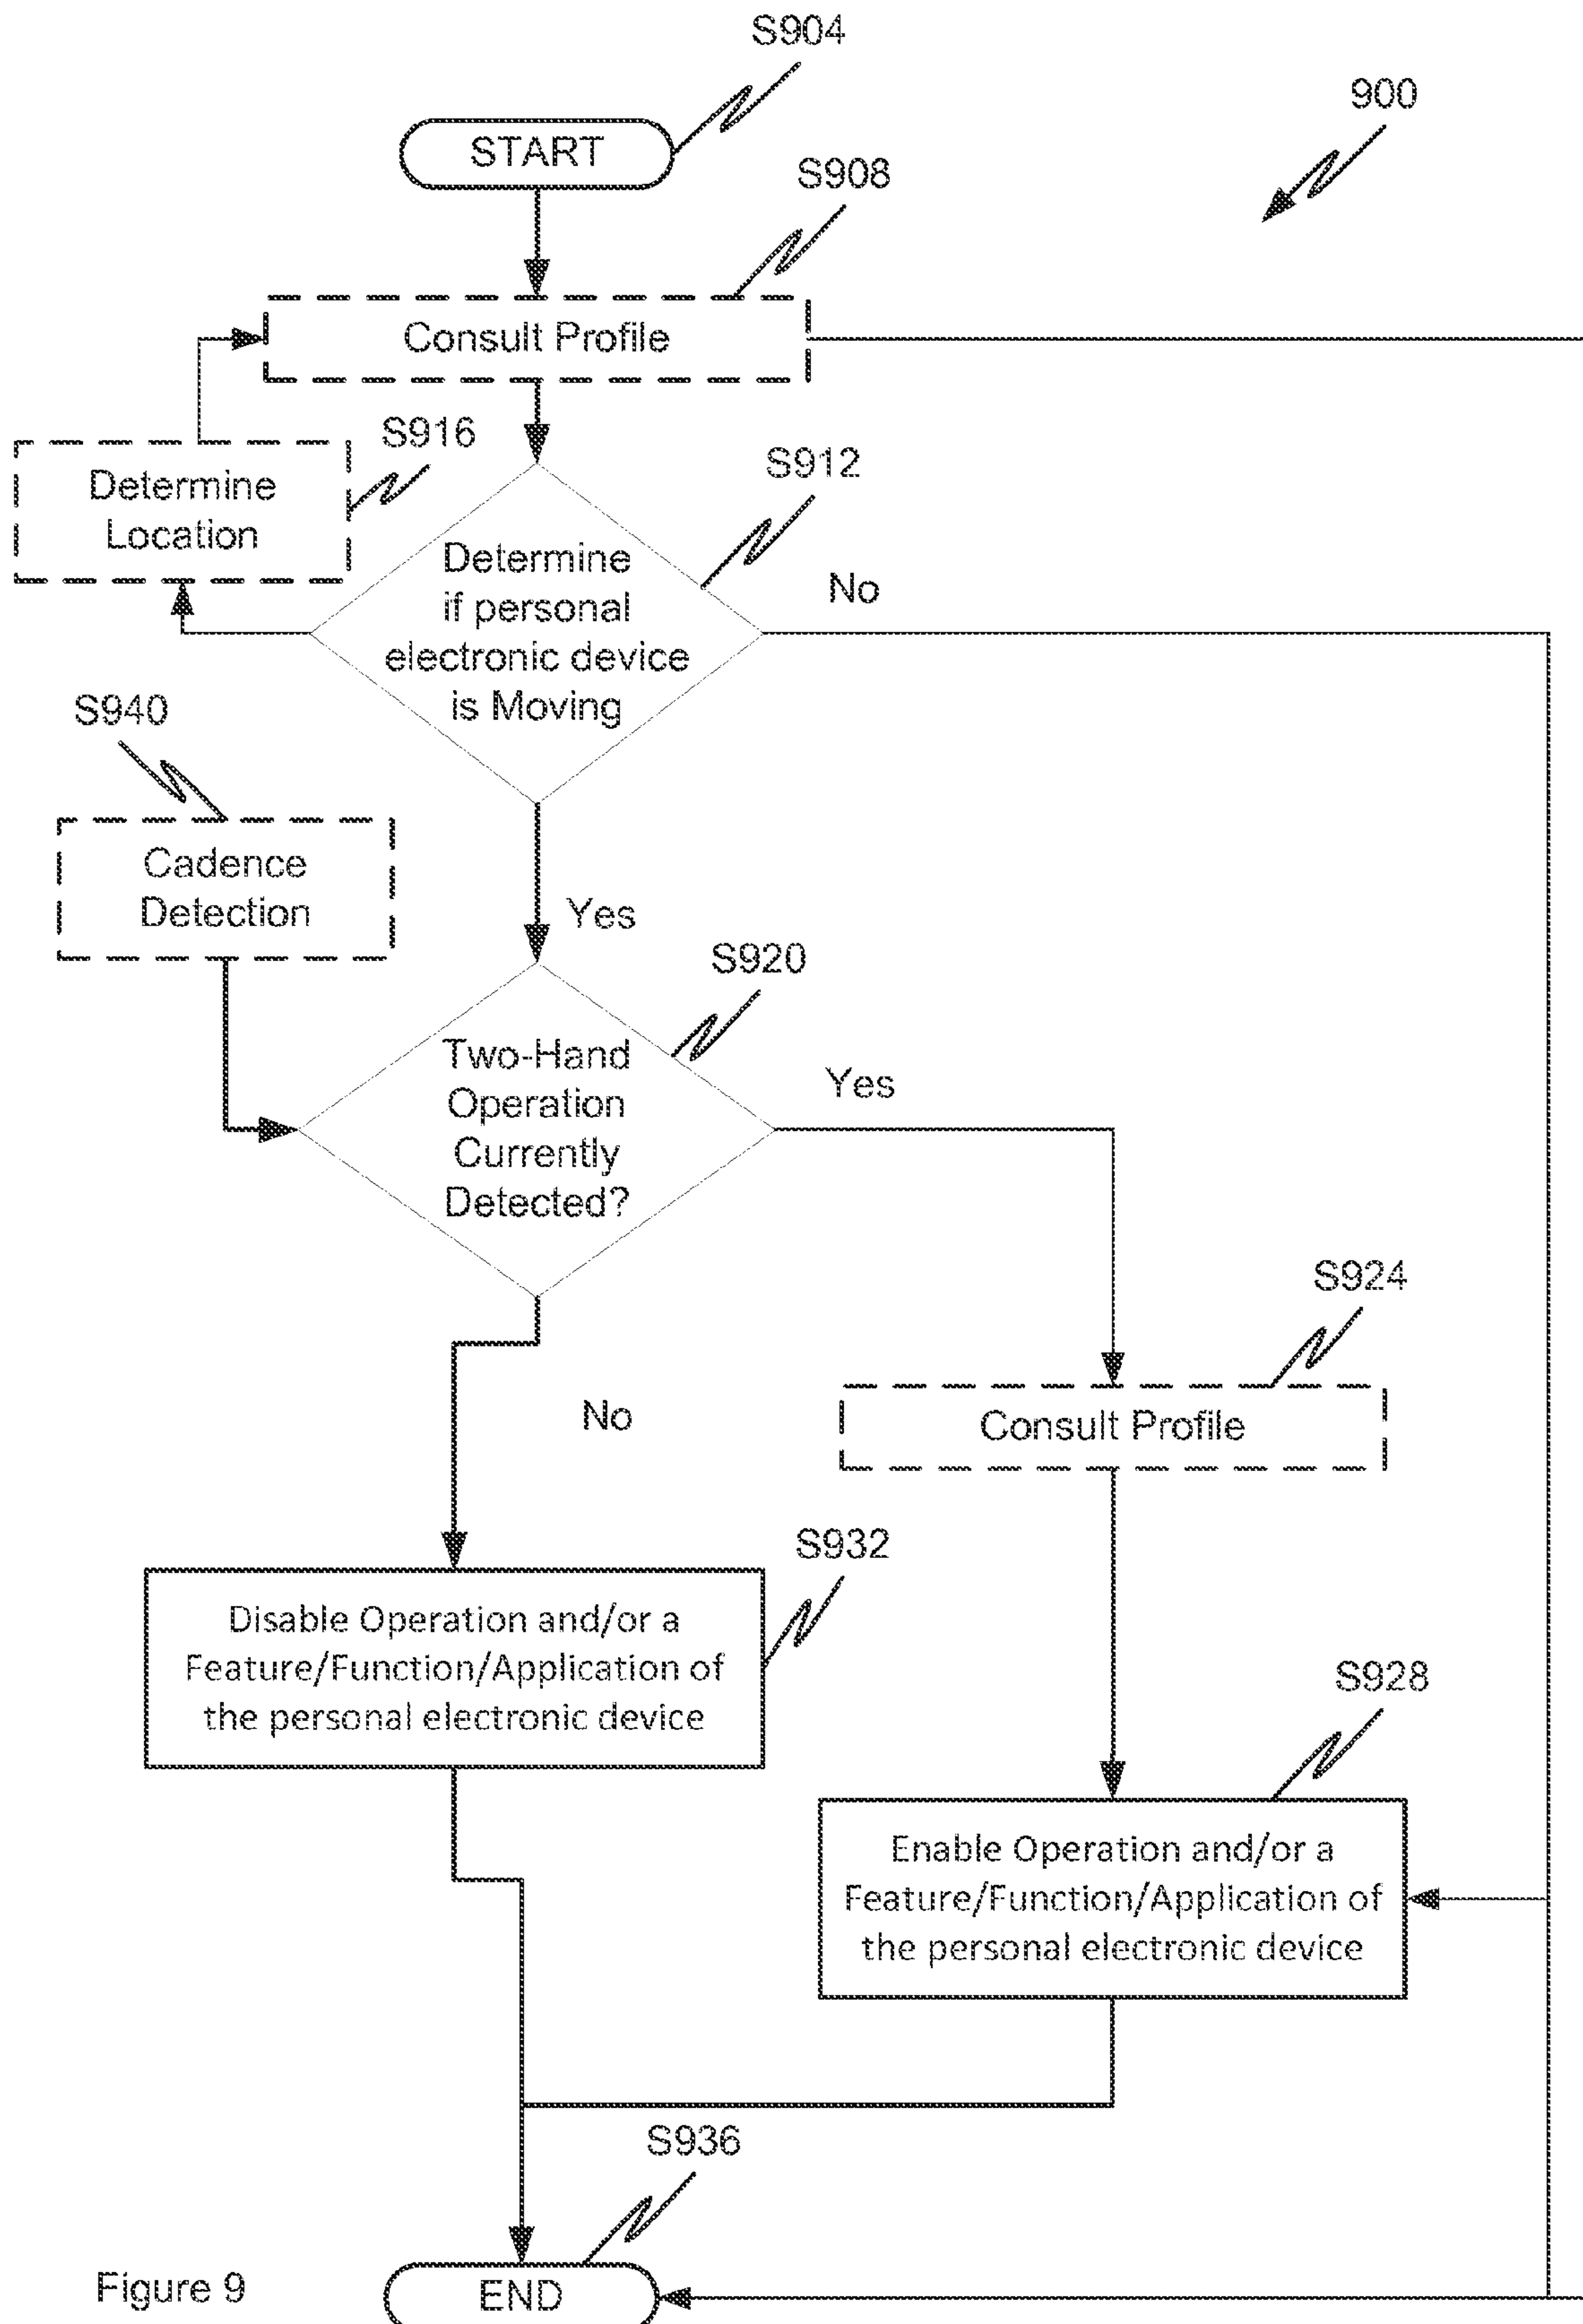 S904
900
START
S908
Consult Profile
S916
Determine
Location
S912
Determine
if personal
electronic device
is Moving
No
S940
Cadence
Detection
Yes
S920
Two-Hand
Operation
Currently
Detected?
Yes
S924
No
Consult Profile
S932
Disable Operation and/or a
Feature/Function/Application of
the personal electronic device
S928
Enable Operation and/or a
Feature/Function/Application of
the personal electronic device
S936
END
Figure 9